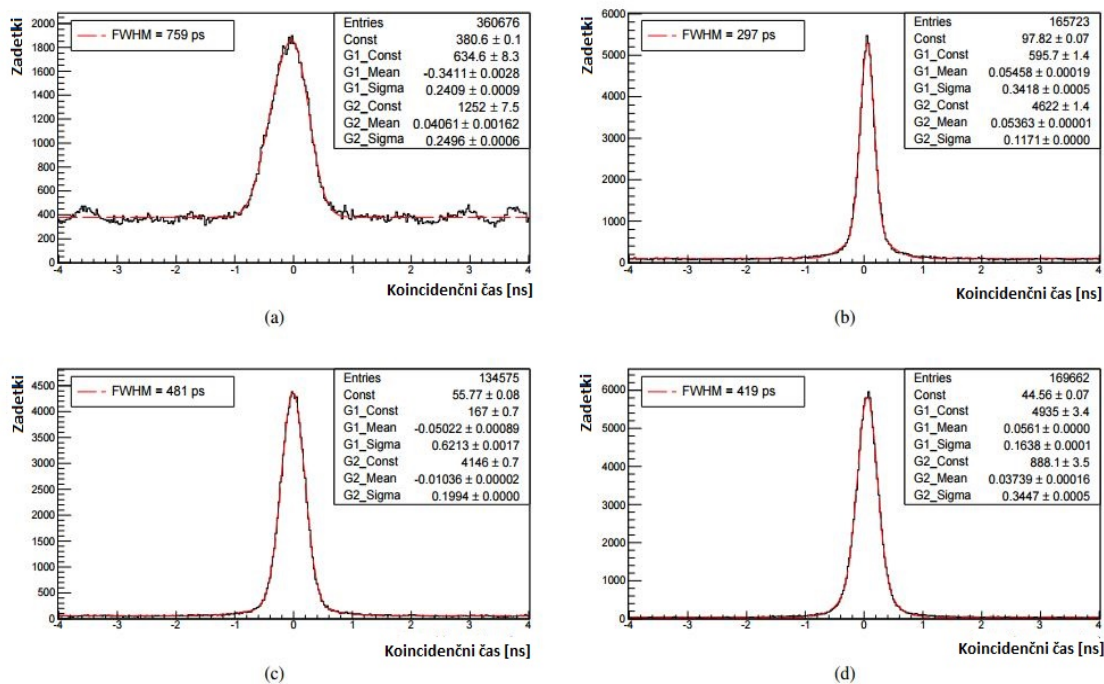 Zadetki
2000
1800
1600
1400
1200
1000
800
600
400
200
0
-4
-3
-2
-1
0
1
2
3
4
FWHM = 759 ps
Entries 360676
Const 380.6 ± 0.1
G1_Const 634.6 ± 8.3
G1_Mean -0.3411 ± 0.0028
G1_Sigma 0.2409 ± 0.0009
G2_Const 1252 ± 7.5
G2_Mean 0.04061 ± 0.00162
G2_Sigma 0.2496 ± 0.0006
Koincidenčni čas [ns]
(a)
Zadetki
6000
5000
4000
3000
2000
1000
0
-4
-3
-2
-1
0
1
2
3
4
FWHM = 297 ps
Entries 165723
Const 97.82 ± 0.07
G1_Const 595.7 ± 1.4
G1_Mean 0.05458 ± 0.00019
G1_Sigma 0.3418 ± 0.0005
G2_Const 4622 ± 1.4
G2_Mean 0.05363 ± 0.00001
G2_Sigma 0.1171 ± 0.0000
Koincidenčni čas [ns]
(b)
Zadetki
4500
4000
3500
3000
2500
2000
1500
1000
500
0
-4
-3
-2
-1
0
1
2
3
4
FWHM = 481 ps
Entries 134575
Const 55.77 ± 0.08
G1_Const 167 ± 0.7
G1_Mean -0.05022 ± 0.00089
G1_Sigma 0.6213 ± 0.0017
G2_Const 4146 ± 0.7
G2_Mean -0.01036 ± 0.00002
G2_Sigma 0.1994 ± 0.0000
Koincidenčni čas [ns]
(c)
Zadetki
6000
5000
4000
3000
2000
1000
0
-4
-3
-2
-1
0
1
2
3
4
FWHM = 419 ps
Entries 169662
Const 44.56 ± 0.07
G1_Const 4935 ± 3.4
G1_Mean 0.0561 ± 0.0000
G1_Sigma 0.1638 ± 0.0001
G2_Const 888.1 ± 3.5
G2_Mean 0.03739 ± 0.00016
G2_Sigma 0.3447 ± 0.0005
Koincidenčni čas [ns]
(d)